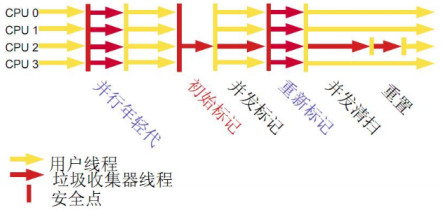 CPU 0
CPU 1
CPU 2
CPU 3
并行年轻代
初始标记
并发标记
重新标记
并发清扫
重置
用户线程
垃圾收集器线程
安全点